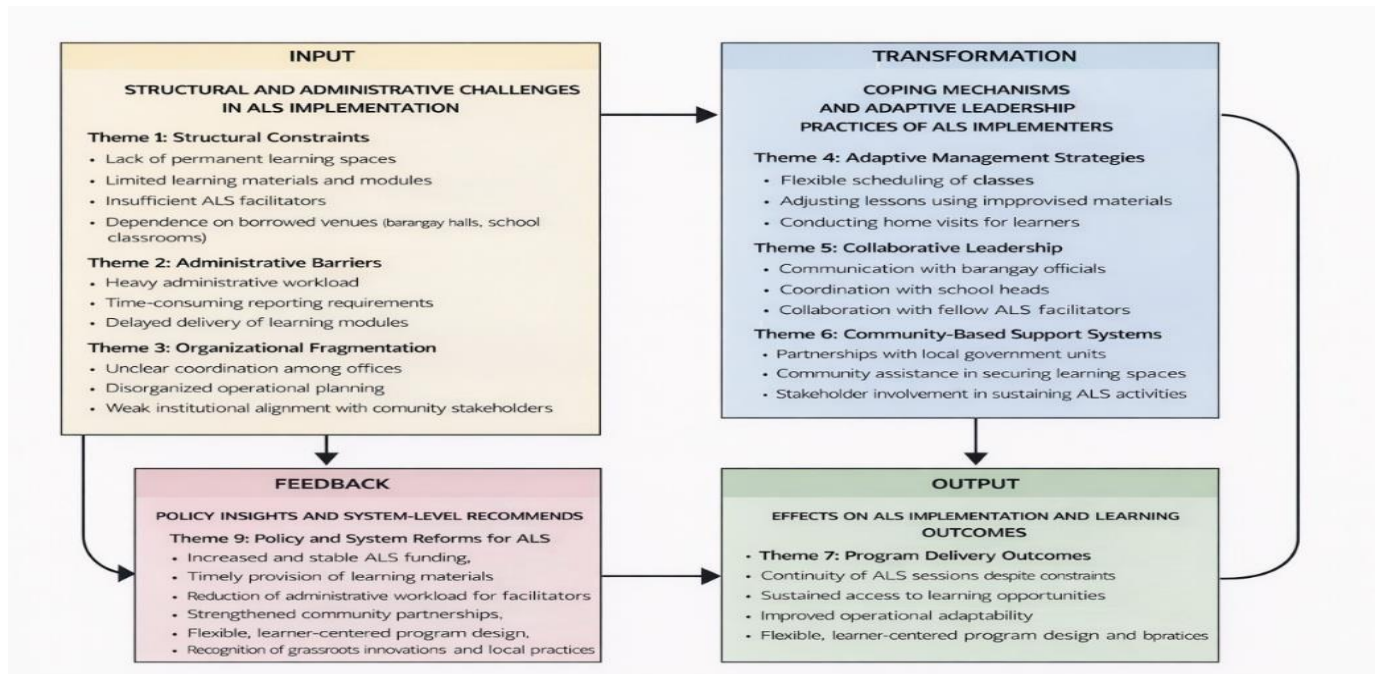 INPUT
STRUCTURAL AND ADMINISTRATIVE CHALLENGES
IN ALS IMPLEMENTATION
Theme 1: Structural Constraints
• Lack of permanent learning spaces
• Limited learning materials and modules
• Insufficient ALS facilitators
• Dependence on borrowed venues (barangay halls, school
classrooms)
Theme 2: Administrative Barriers
• Heavy administrative workload
• Time-consuming reporting requirements
• Delayed delivery of learning modules
Theme 3: Organizational Fragmentation
• Unclear coordination among offices
• Disorganized operational planning
• Weak institutional alignment with comunity stakeholders
TRANSFORMATION
COPING MECHANISMS
AND ADAPTIVE LEADERSHIP
PRACTICES OF ALS IMPLEMENTERS
Theme 4: Adaptive Management Strategies
• Flexible scheduling of classes
• Adjusting lessons using impprovised materials
• Conducting home visits for learners
Theme 5: Collaborative Leadership
• Communication with barangay officials
• Coordination with school heads
• Collaboration with fellow ALS facilitators
Theme 6: Community-Based Support Systems
• Partnerships with local government units
• Community assistance in securing learning spaces
• Stakeholder involvement in sustaining ALS activities
FEEDBACK
POLICY INSIGHTS AND SYSTEM-LEVEL RECOMMENDS
Theme 9: Policy and System Reforms for ALS
• Increased and stable ALS funding,
• Timely provision of learning materials
• Reduction of administrative workload for facilitators
• Strengthened community partnerships,
• Flexible, learner-centered program design,
• Recognition of grassroots innovations and local practices
OUTPUT
EFFECTS ON ALS IMPLEMENTATION AND LEARNING
OUTCOMES
• Theme 7: Program Delivery Outcomes
• Continuity of ALS sessions despite constraints
• Sustained access to learning opportunities
• Improved operational adaptability
• Flexible, learner-centered program design and bpratices